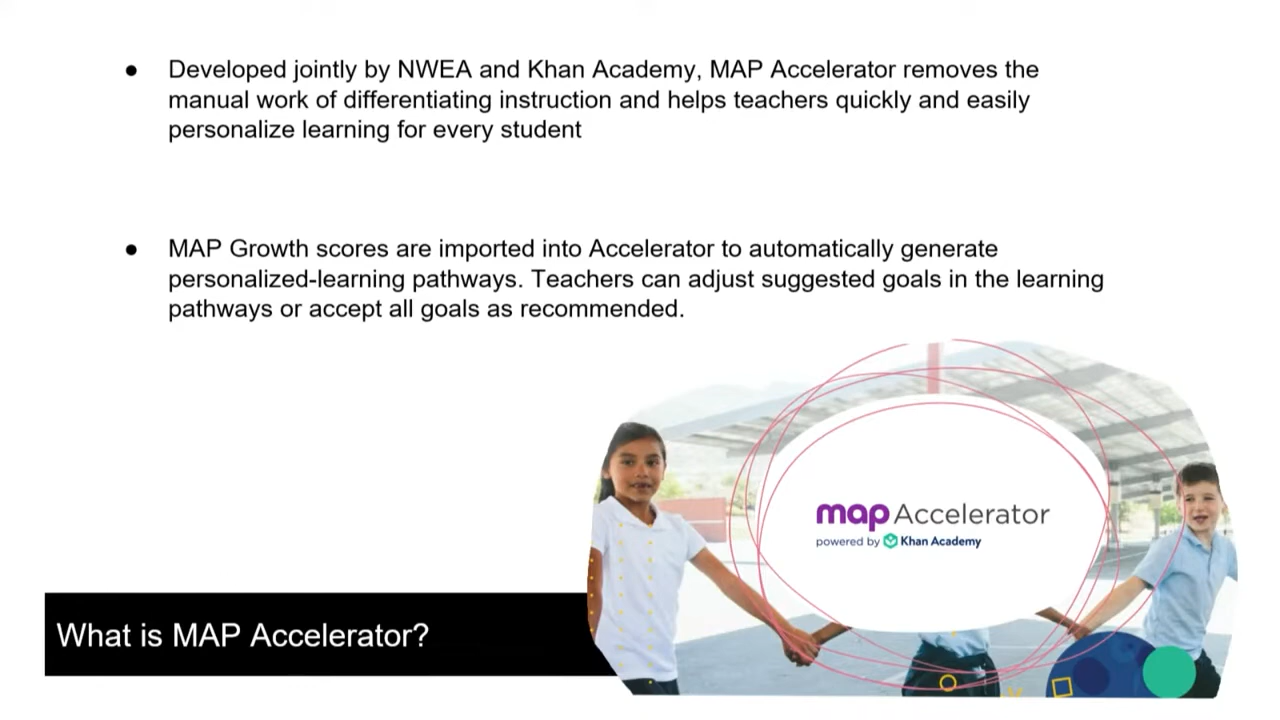 ● Developed jointly by NWEA and Khan Academy, MAP Accelerator removes the
manual work of differentiating instruction and helps teachers quickly and easily
personalize learning for every student
● MAP Growth scores are imported into Accelerator to automatically generate
personalized-learning pathways. Teachers can adjust suggested goals in the learning
pathways or accept all goals as recommended.
map Accelerator
powered by Khan Academy
What is MAP Accelerator?